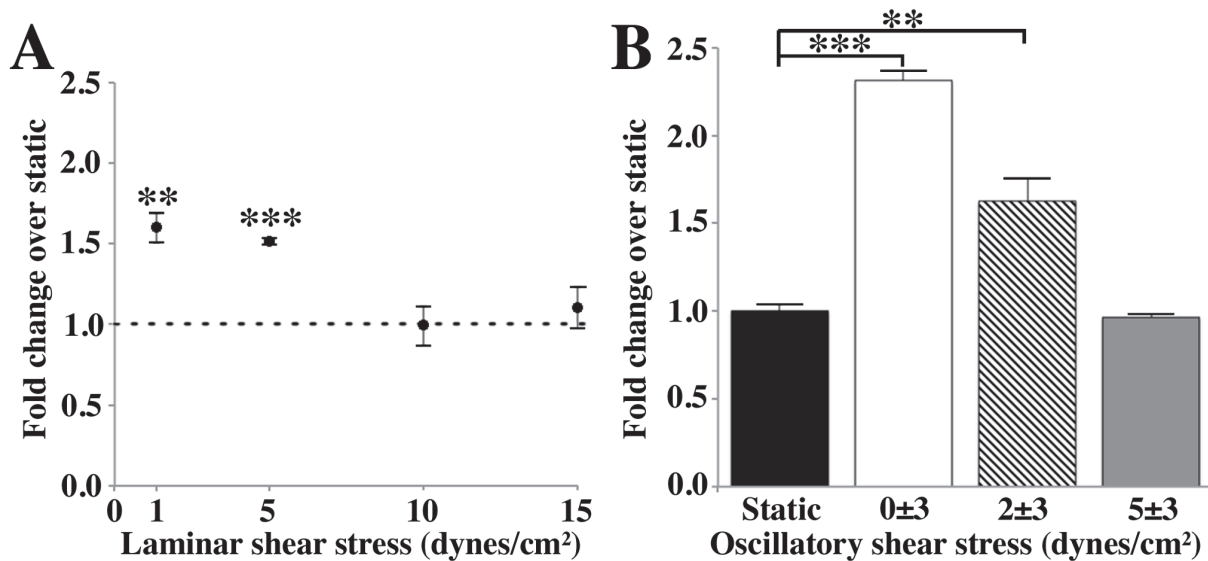 A
Fold change over static
2.5
2.0
1.5
1.0
0.5
0.0
**
***
0 1 5 10 15
Laminar shear stress (dynes/cm²)
B
Fold change over static
2.5
2.0
1.5
1.0
0.5
0.0
**
***
Static 0±3 2±3 5±3
Oscillatory shear stress (dynes/cm²)